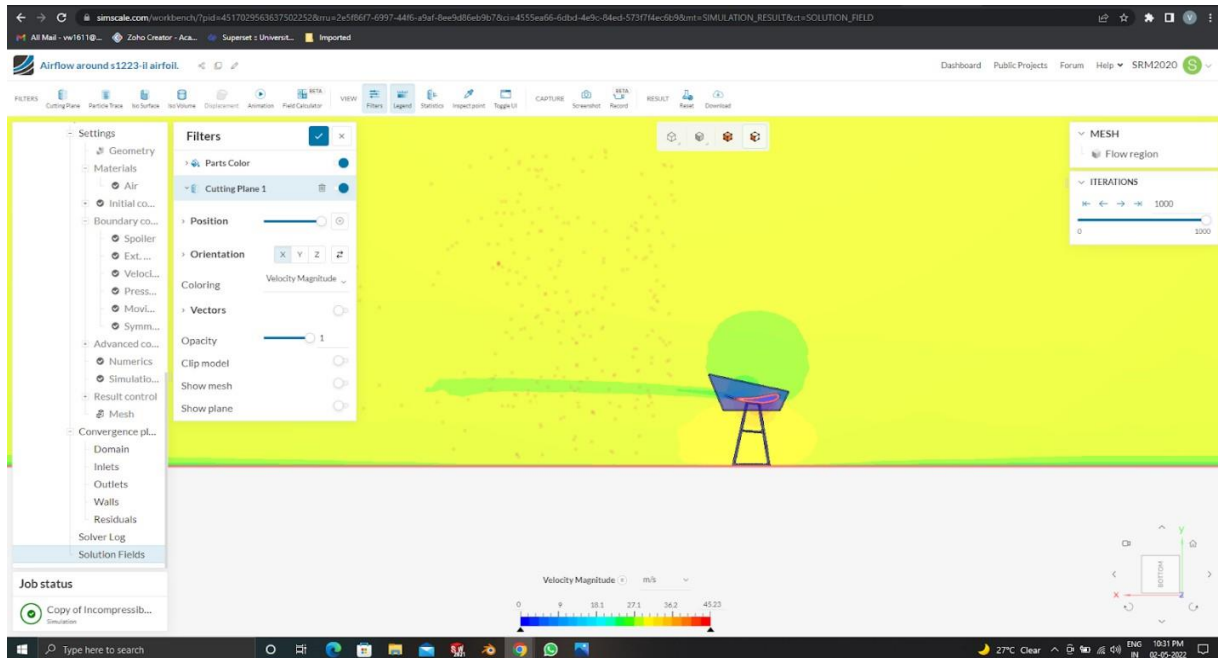 simscale.com/workbench/?pid=4517029563637502252&rru=2e5f86f7-6997-44f6-a9af-8ee9d86eb9b7&ci=4555ea66-6dbd-4e9c-84ed-573f7f4ec6b9&mt=SIMULATION_RESULT&ct=SOLUTION_FIELD
All Mail - vw1611@... Zoho Creator - Aca... Superset :: Universit... Imported
Airflow around s1223-il airfoil. Dashboard Public Projects Forum Help SRM2020 S
FILTERS Cutting Plane Particle Trace Iso Surface Iso Volume Displacement Animation BETA Field Calculator VIEW Filters Legend Statistics Inspect point Toggle UI CAPTURE Screenshot BETA Record RESULT Reset Download
Settings
Geometry
Materials
Air
Initial co...
Boundary co...
Spoiler
Ext. ...
Veloci...
Press...
Movi...
Symm...
Advanced co...
Numerics
Simulatio...
Result control
Mesh
Convergence pl...
Domain
Inlets
Outlets
Walls
Residuals
Solver Log
Solution Fields
Job status
Copy of Incompressib...
Simulation
Filters
Parts Color
Cutting Plane 1
Position
Orientation X Y Z
Coloring Velocity Magnitude
Vectors
Opacity 1
Clip model
Show mesh
Show plane
MESH
Flow region
ITERATIONS
1000
0 1000
Velocity Magnitude m/s
0 9 18.1 27.1 36.2 45.23
y
BOTTOM
x z
Type here to search
27°C Clear ENG 10:31 PM
IN 02-05-2022